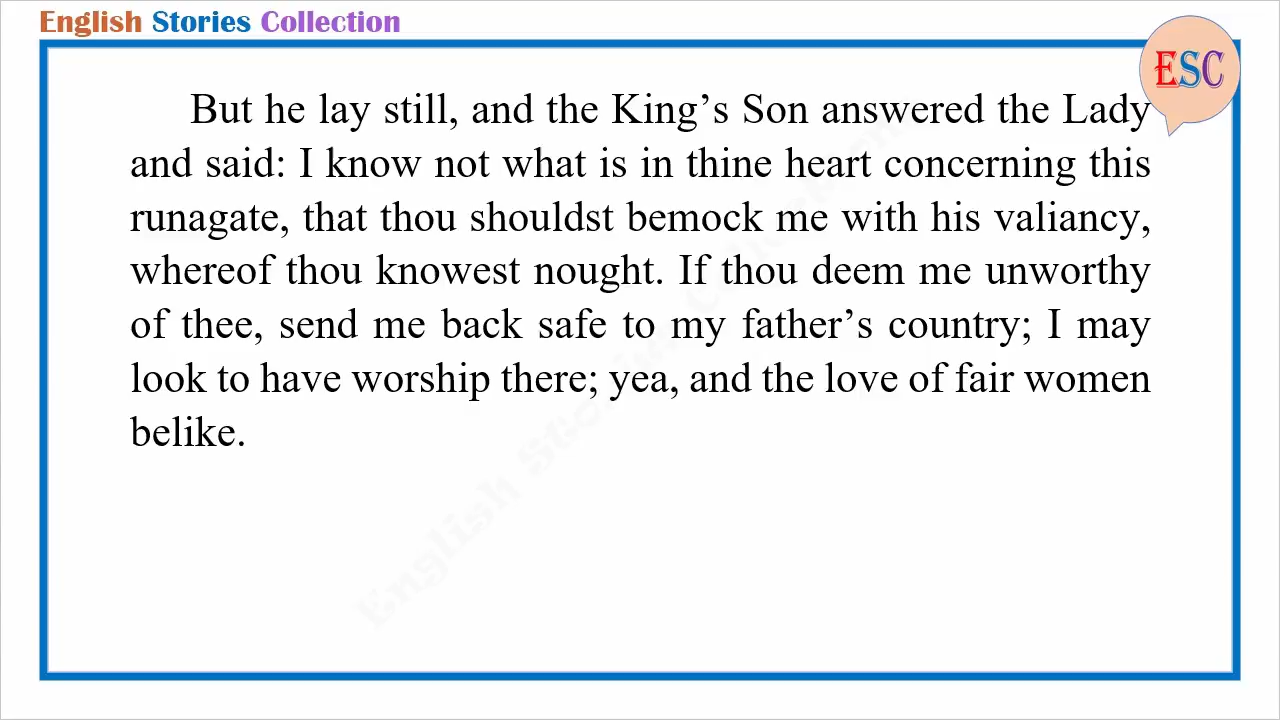 English Stories Collection
ESC
But he lay still, and the King’s Son answered the Lady
and said: I know not what is in thine heart concerning this
runagate, that thou shouldst bemock me with his valiancy,
whereof thou knowest nought. If thou deem me unworthy
of thee, send me back safe to my father’s country; I may
look to have worship there; yea, and the love of fair women
belike.
English Stories Collection